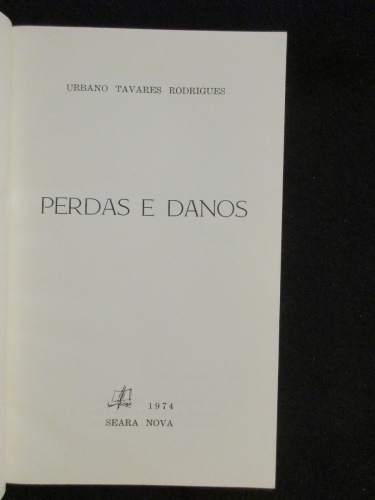 URBANO TAVARES RODRIGUES
PERDAS E DANOS
1974
SEARA NOVA